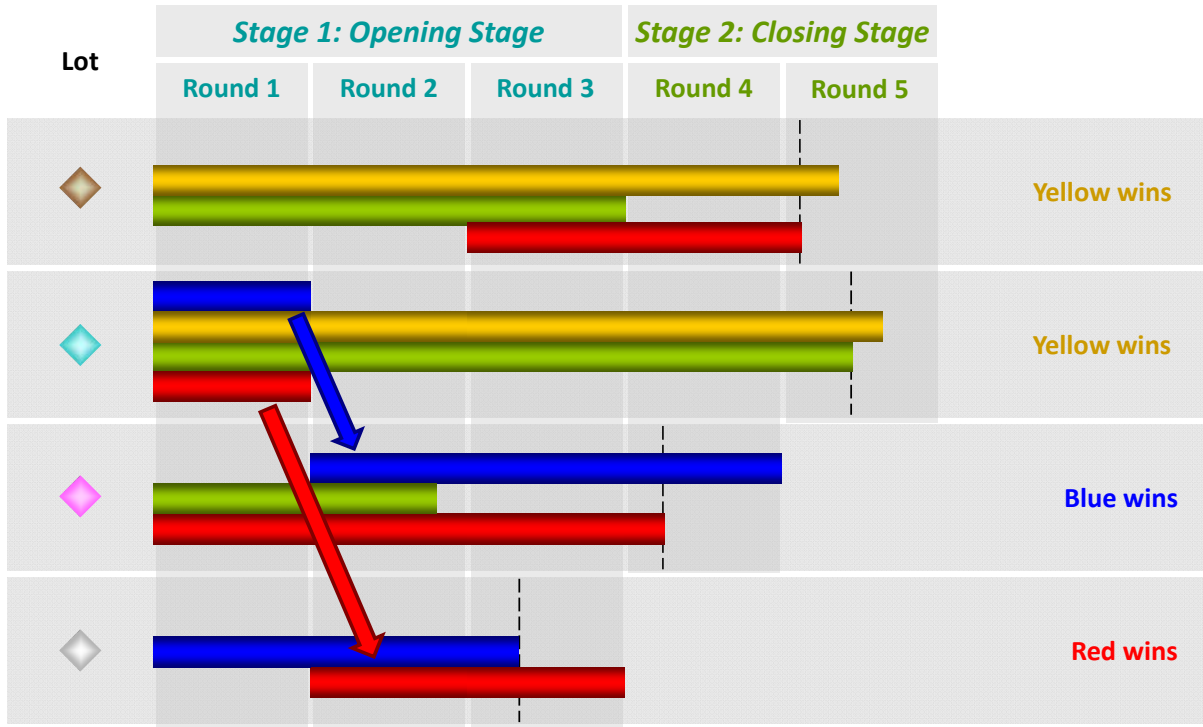 Stage 1: Opening Stage
Stage 2: Closing Stage
Lot
Round 1
Round 2
Round 3
Round 4
Round 5
Yellow wins
Yellow wins
Blue wins
Red wins